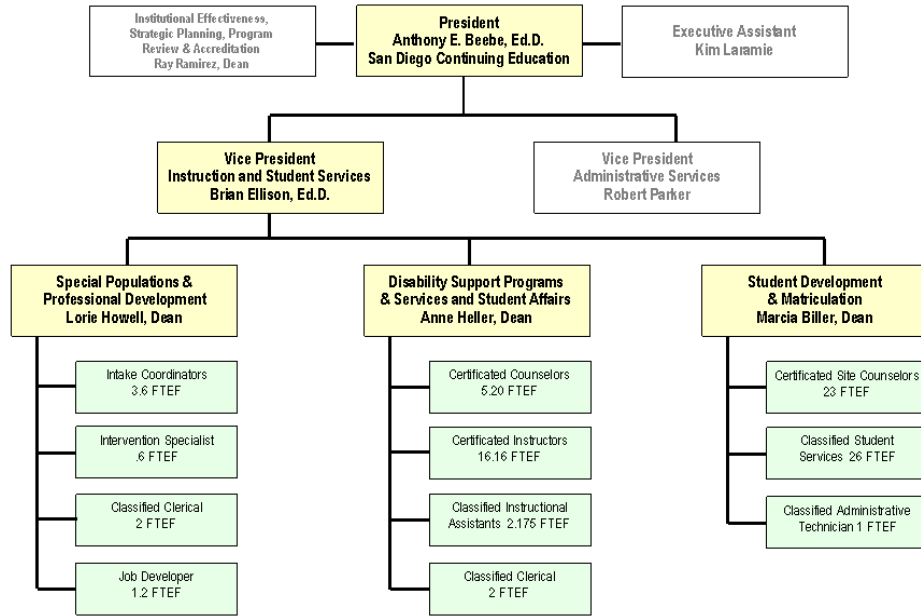 Institutional Effectiveness,
Strategic Planning, Program
Review & Accreditation
Ray Ramirez, Dean
President
Anthony E. Beebe, Ed.D.
San Diego Continuing Education
Executive Assistant
Kim Laramie
Vice President
Instruction and Student Services
Brian Ellison, Ed.D.
Vice President
Administrative Services
Robert Parker
Special Populations &
Professional Development
Lorie Howell, Dean
Intake Coordinators
3.6 FTEF
Intervention Specialist
.6 FTEF
Classified Clerical
2 FTEF
Job Developer
1.2 FTEF
Disability Support Programs
& Services and Student Affairs
Anne Heller, Dean
Certificated Counselors
5.20 FTEF
Certificated Instructors
16.16 FTEF
Classified Instructional
Assistants 2.175 FTEF
Classified Clerical
2 FTEF
Student Development
& Matriculation
Marcia Biller, Dean
Certificated Site Counselors
23 FTEF
Classified Student
Services 26 FTEF
Classified Administrative
Technician 1 FTEF